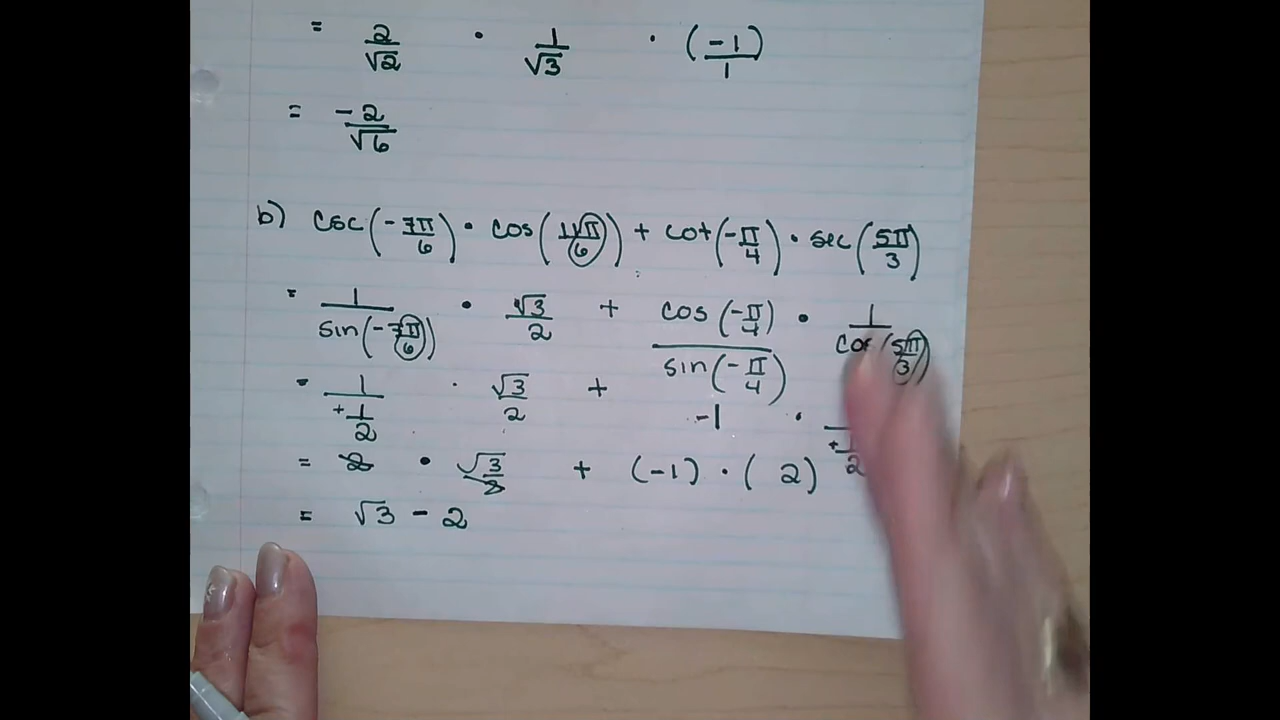 = 2/√2 · 1/√3 · (-1)/1
= -2/√6
b) csc(-7π/6) · cos(11π/6) + cot(-π/4) · sec(5π/3)
= 1/sin(-7π/6) · √3/2 + cos(-π/4)/sin(-π/4) · 1/cos(5π/3)
= 1/+1/2 · √3/2 + -1 · /+1/2
= 2 · √3/2 + (-1) · (2)
= √3 - 2